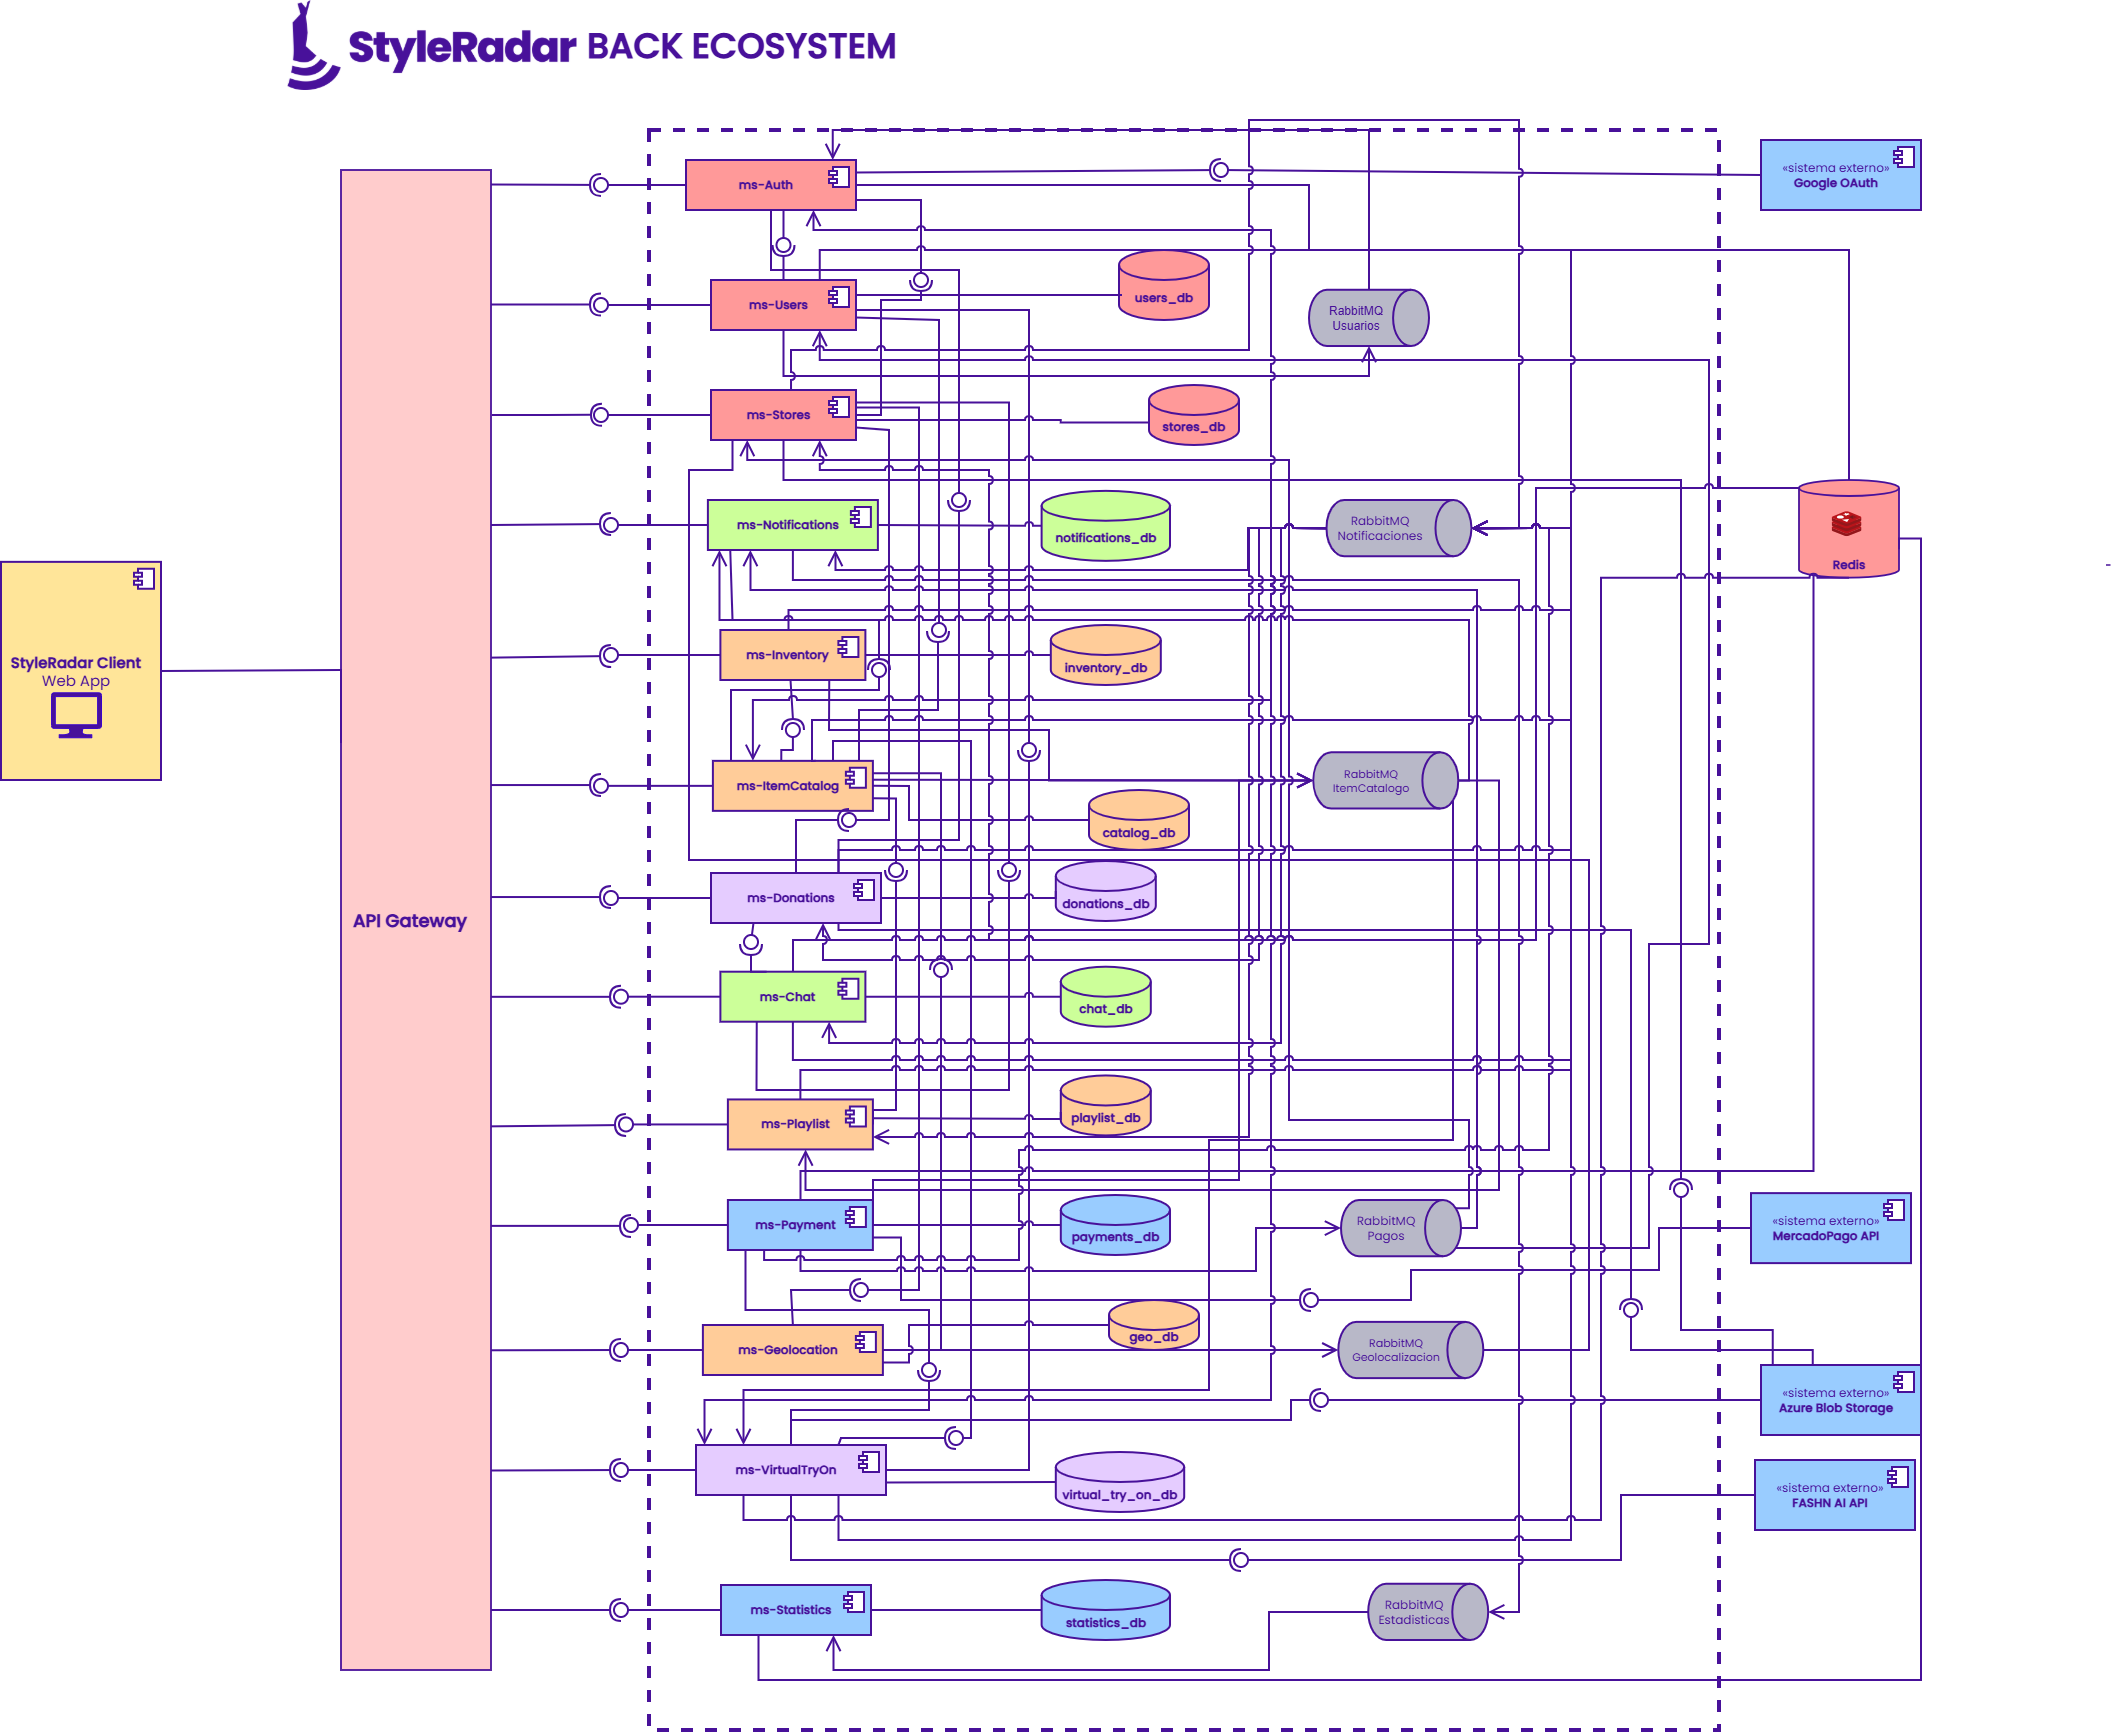 StyleRadar BACK ECOSYSTEM
StyleRadar Client
Web App
API Gateway
ms-Auth
ms-Users
ms-Stores
ms-Notifications
ms-Inventory
ms-ItemCatalog
ms-Donations
ms-Chat
ms-Playlist
ms-Payment
ms-Geolocation
ms-VirtualTryOn
ms-Statistics
users_db
stores_db
notifications_db
inventory_db
catalog_db
donations_db
chat_db
playlist_db
payments_db
geo_db
virtual_try_on_db
statistics_db
RabbitMQ
Usuarios
RabbitMQ
Notificaciones
RabbitMQ
ItemCatalogo
RabbitMQ
Pagos
RabbitMQ
Geolocalizacion
RabbitMQ
Estadisticas
«sistema externo»
Google OAuth
Redis
«sistema externo»
MercadoPago API
«sistema externo»
Azure Blob Storage
«sistema externo»
FASHN AI API